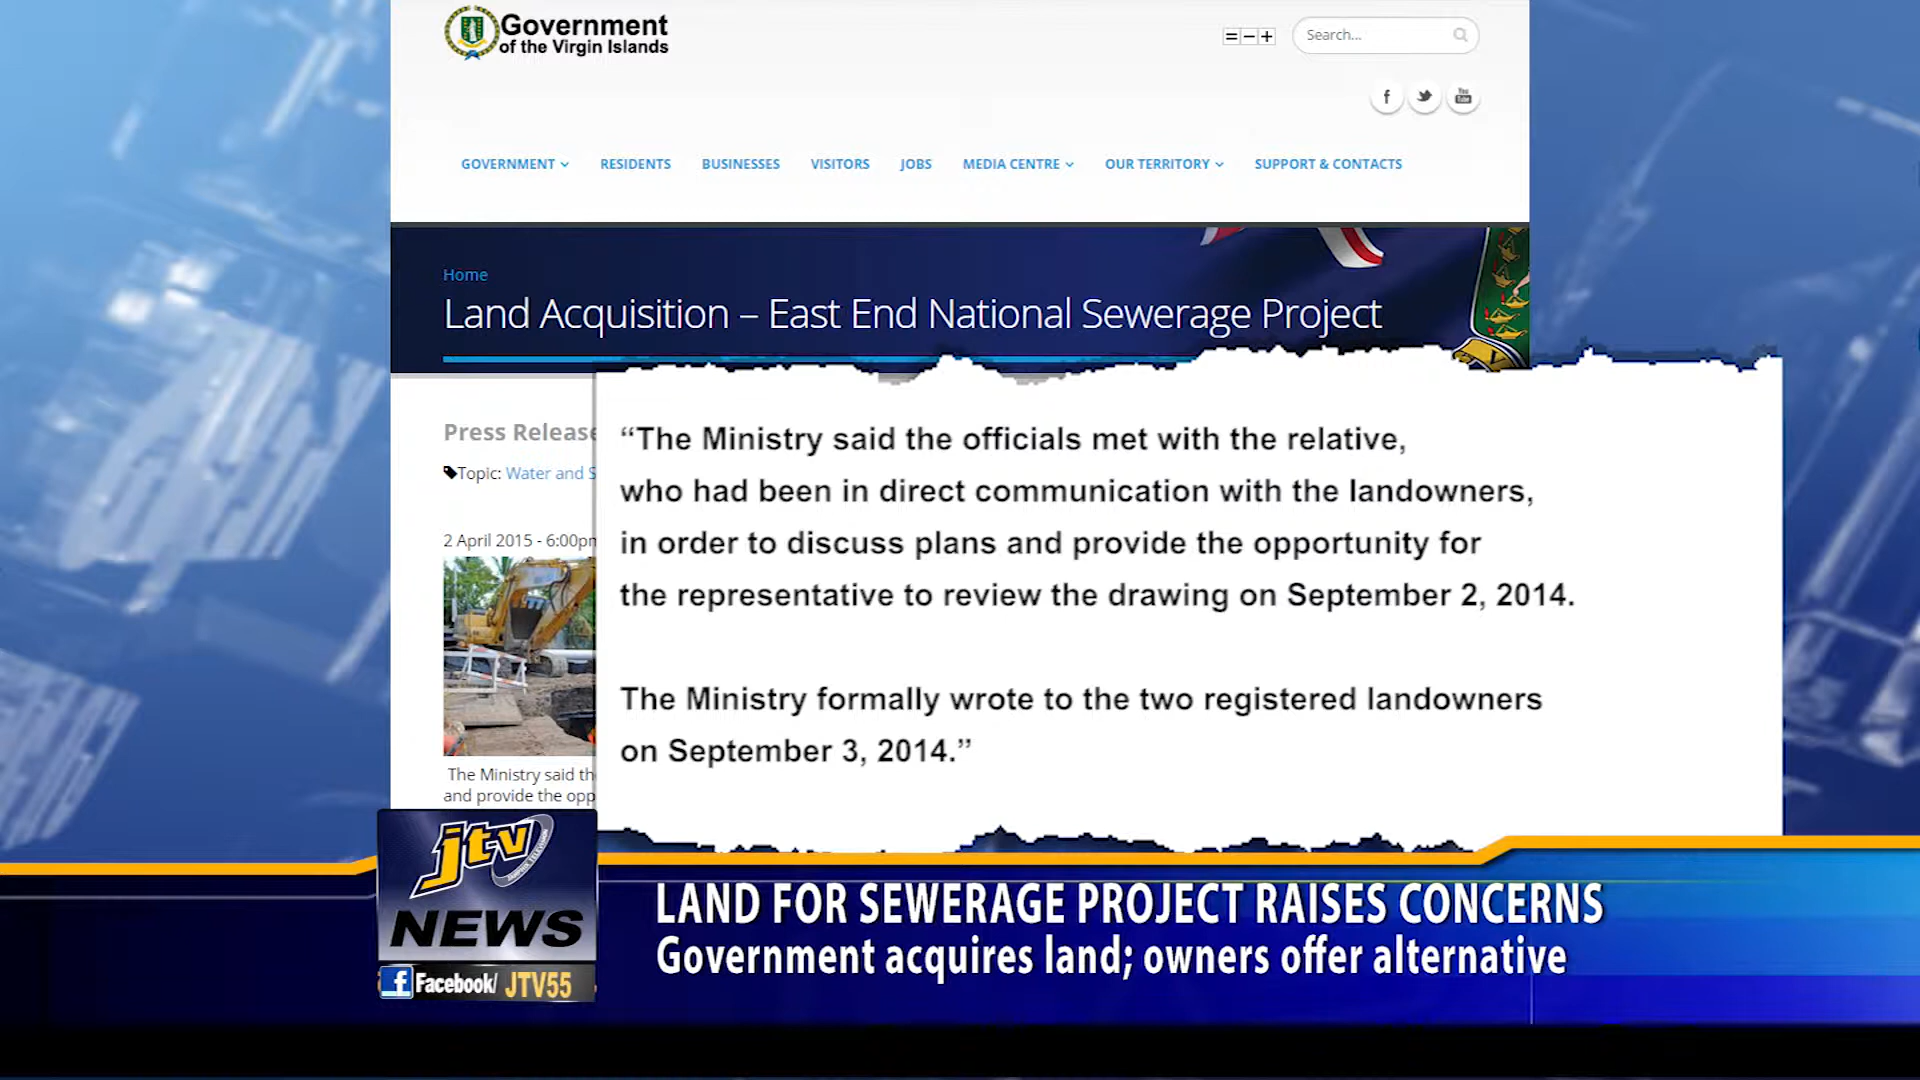 Government
of the Virgin Islands
Search...
GOVERNMENT
RESIDENTS
BUSINESSES
VISITORS
JOBS
MEDIA CENTRE
OUR TERRITORY
SUPPORT & CONTACTS
Home
Land Acquisition – East End National Sewerage Project
Press Release
Topic: Water and S
2 April 2015 - 6:00pm
“The Ministry said the officials met with the relative,
who had been in direct communication with the landowners,
in order to discuss plans and provide the opportunity for
the representative to review the drawing on September 2, 2014.
The Ministry formally wrote to the two registered landowners
on September 3, 2014.”
The Ministry said th
and provide the opp
jtv
NEWS
Facebook/ JTV55
LAND FOR SEWERAGE PROJECT RAISES CONCERNS
Government acquires land; owners offer alternative